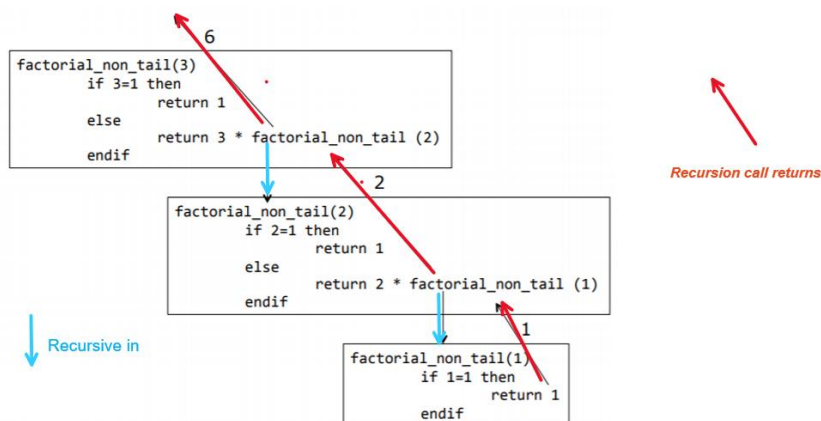 6
factorial_non_tail(3)
if 3=1 then
return 1
else
return 3 * factorial_non_tail (2)
endif
Recursion call returns
2
factorial_non_tail(2)
if 2=1 then
return 1
else
return 2 * factorial_non_tail (1)
endif
Recursive in
1
factorial_non_tail(1)
if 1=1 then
return 1
endif